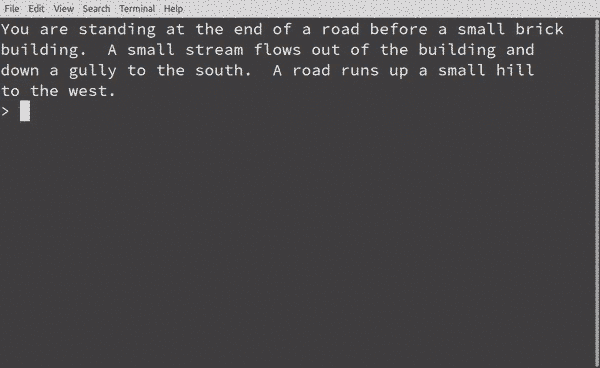 File Edit View Search Terminal Help
You are standing at the end of a road before a small brick
building.  A small stream flows out of the building and
down a gully to the south.  A road runs up a small hill
to the west.
>